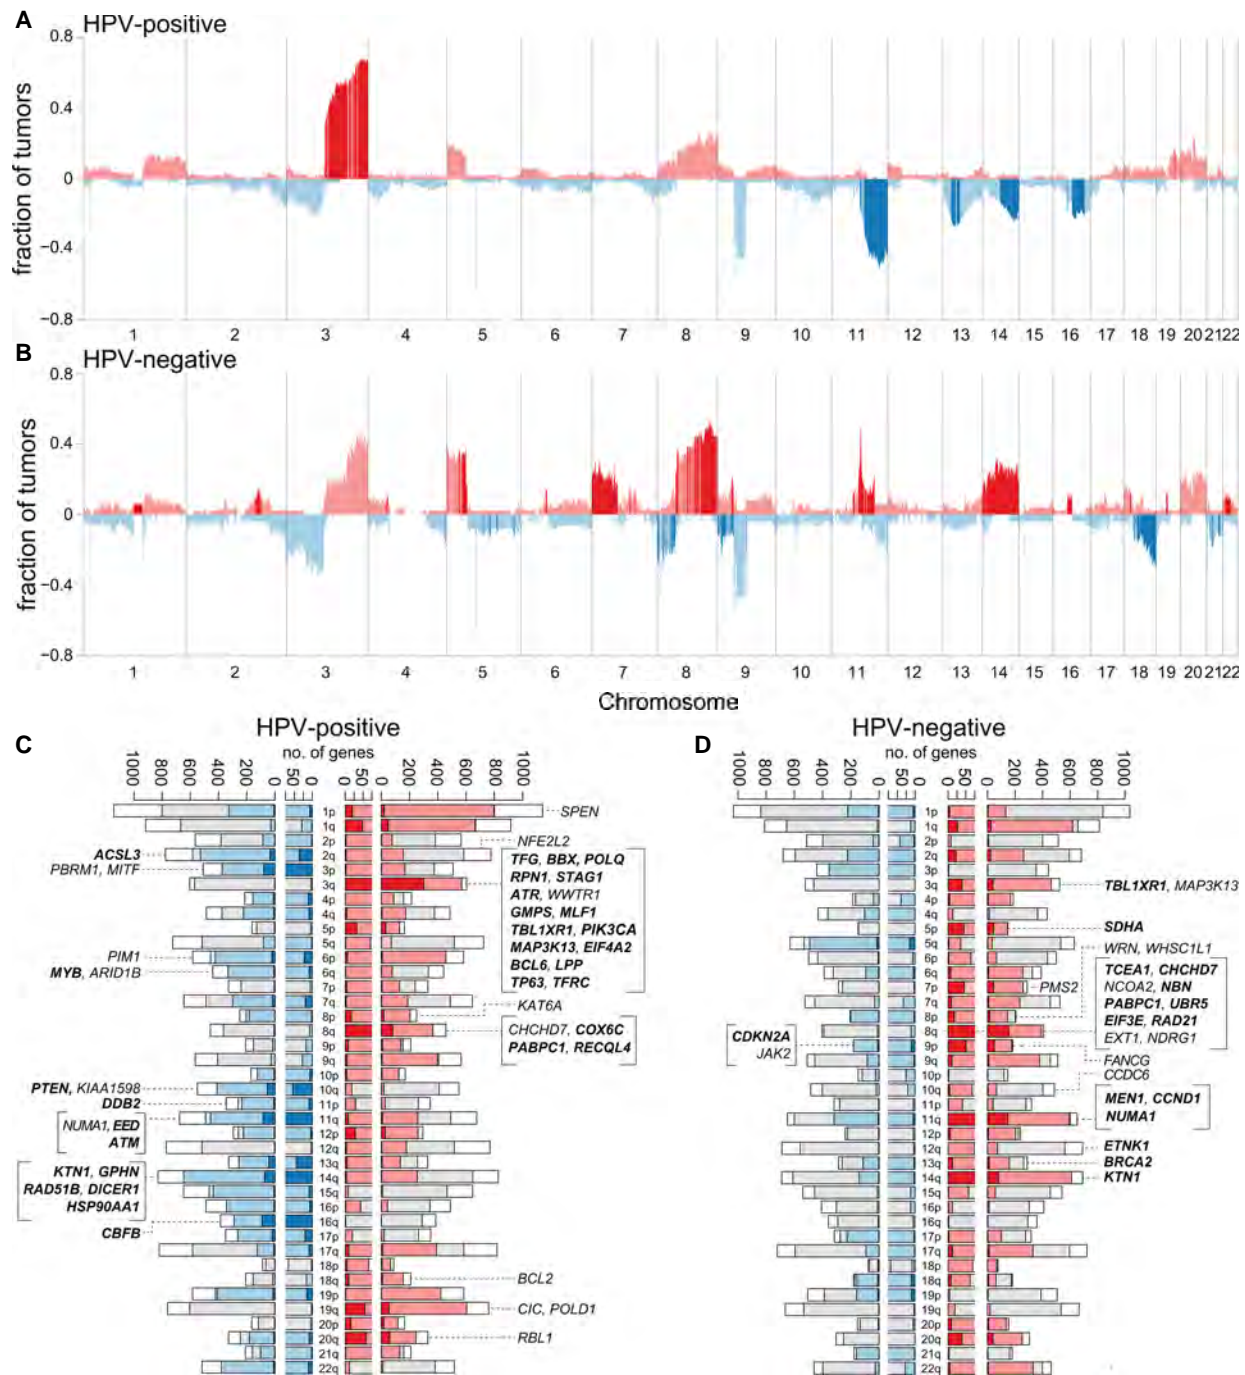 A
HPV-positive
fraction of tumors
0.8
0.4
0
−0.4
−0.8
1 2 3 4 5 6 7 8 9 10 11 12 13 14 15 16 17 18 19 20 21 22
B
HPV-negative
fraction of tumors
0.8
0.4
0
−0.4
−0.8
1 2 3 4 5 6 7 8 9 10 11 12 13 14 15 16 17 18 19 20 21 22
Chromosome
C
HPV-positive
no. of genes
1000 800 600 400 200 0 50 0 0 50 0 200 400 600 800 1000
1p
1q
2p
2q
3p
3q
4p
4q
5p
5q
6p
6q
7p
7q
8p
8q
9p
9q
10p
10q
11p
11q
12p
12q
13q
14q
15q
16p
16q
17p
17q
18p
18q
19p
19q
20p
20q
21q
22q
ACSL3
PBRM1, MITF
PIM1
MYB, ARID1B
PTEN, KIAA1598
DDB2
NUMA1, EED
ATM
KTN1, GPHN
RAD51B, DICER1
HSP90AA1
CBFB
SPEN
NFE2L2
TFG, BBX, POLQ
RPN1, STAG1
ATR, WWTR1
GMPS, MLF1
TBL1XR1, PIK3CA
MAP3K13, EIF4A2
BCL6, LPP
TP63, TFRC
KAT6A
CHCHD7, COX6C
PABPC1, RECQL4
BCL2
CIC, POLD1
RBL1
D
HPV-negative
no. of genes
1000 800 600 400 200 0 50 0 0 50 0 200 400 600 800 1000
1p
1q
2p
2q
3p
3q
4p
4q
5p
5q
6p
6q
7p
7q
8p
8q
9p
9q
10p
10q
11p
11q
12p
12q
13q
14q
15q
16p
16q
17p
17q
18p
18q
19p
19q
20p
20q
21q
22q
CDKN2A
JAK2
TBL1XR1, MAP3K13
SDHA
WRN, WHSC1L1
PMS2
TCEA1, CHCHD7
NCOA2, NBN
PABPC1, UBR5
EIF3E, RAD21
EXT1, NDRG1
FANCG
CCDC6
MEN1, CCND1
NUMA1
ETNK1
BRCA2
KTN1